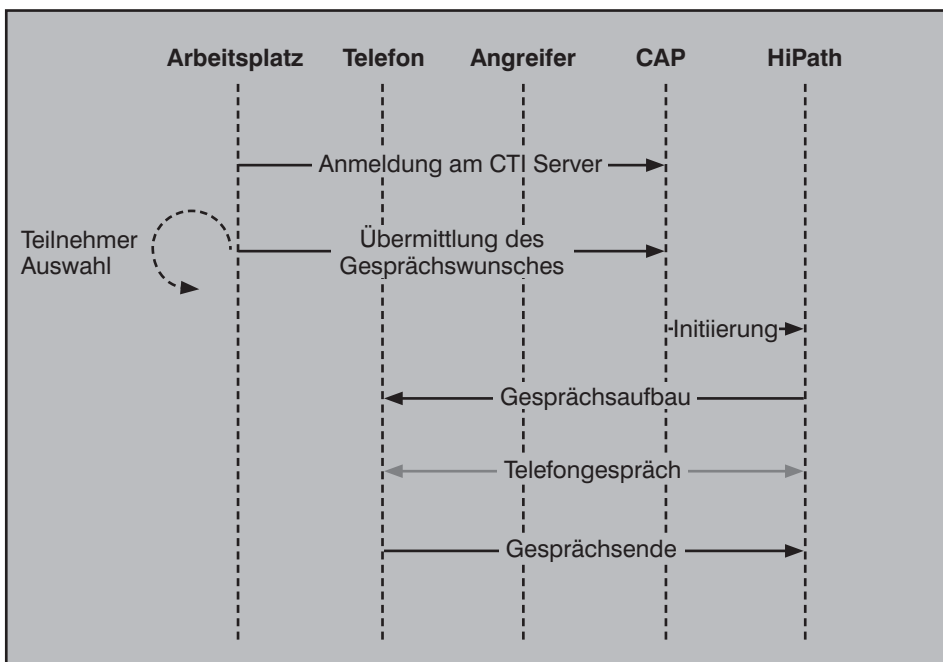 Arbeitsplatz Telefon Angreifer CAP HiPath
Anmeldung am CTI Server
Teilnehmer
Auswahl
Übermittlung des
Gesprächswunsches
Initiierung
Gesprächsaufbau
Telefongespräch
Gesprächsende